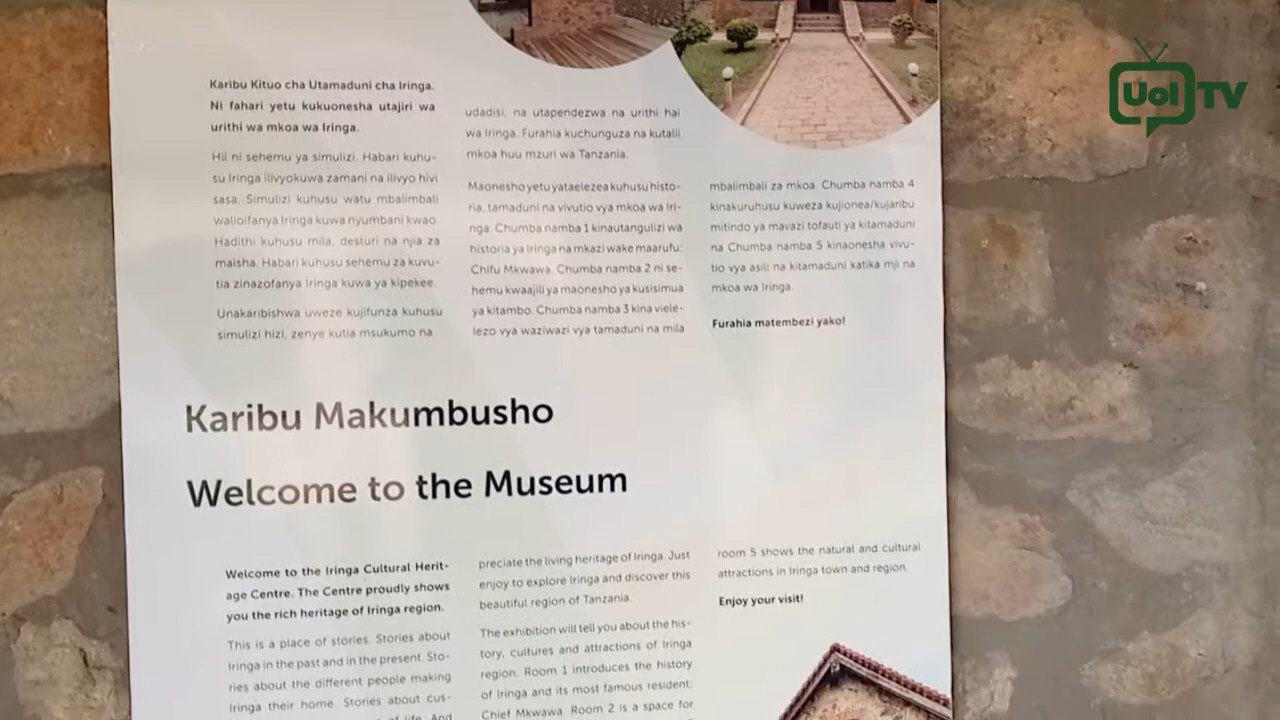 UoI TV
Karibu Kituo cha Utamaduni cha Iringa.
Ni fahari yetu kukuonesha utajiri wa
urithi wa mkoa wa Iringa.
Hii ni sehemu ya simulizi. Habari kuhu-
su Iringa ilivyokuwa zamani na ilivyo hivi
sasa. Simulizi kuhusu watu mbalimbali
walioifanya Iringa kuwa nyumbani kwao.
Hadithi kuhusu mila, desturi na njia za
maisha. Habari kuhusu sehemu za kuvu-
tia zinazofanya Iringa kuwa ya kipekee.
Unakaribishwa uweze kujifunza kuhusu
simulizi hizi, zenye kutia msukumo na
udadisi, na utapendezwa na urithi hai
wa Iringa. Furahia kuchunguza na kutalii
mkoa huu mzuri wa Tanzania.
Maonesho yetu yataelezea kuhusu histo-
ria, tamaduni na vivutio vya mkoa wa Iri-
nga. Chumba namba 1 kinautangulizi wa
historia ya Iringa na mkazi wake maarufu;
Chifu Mkwawa. Chumba namba 2 ni se-
hemu kwaajili ya maonesho ya kusisimua
ya kitambo. Chumba namba 3 kina viele-
lezo vya waziwazi vya tamaduni na mila
mbalimbali za mkoa. Chumba namba 4
kinakuruhusu kuweza kujionea/kujaribu
mitindo ya mavazi tofauti ya kitamaduni
na Chumba namba 5 kinaonesha vivu-
tio vya asili na kitamaduni katika mji na
mkoa wa Iringa.
Furahia matembezi yako!
Karibu Makumbusho
Welcome to the Museum
Welcome to the Iringa Cultural Herit-
age Centre. The Centre proudly shows
you the rich heritage of Iringa region.
This is a place of stories. Stories about
Iringa in the past and in the present. Sto-
ries about the different people making
Iringa their home. Stories about cus-
of life. And
preciate the living heritage of Iringa. Just
enjoy to explore Iringa and discover this
beautiful region of Tanzania.
The exhibition will tell you about the his-
tory, cultures and attractions of Iringa
region. Room 1 introduces the history
of Iringa and its most famous resident;
Chief Mkwawa. Room 2 is a space for
room 5 shows the natural and cultural
attractions in Iringa town and region.
Enjoy your visit!